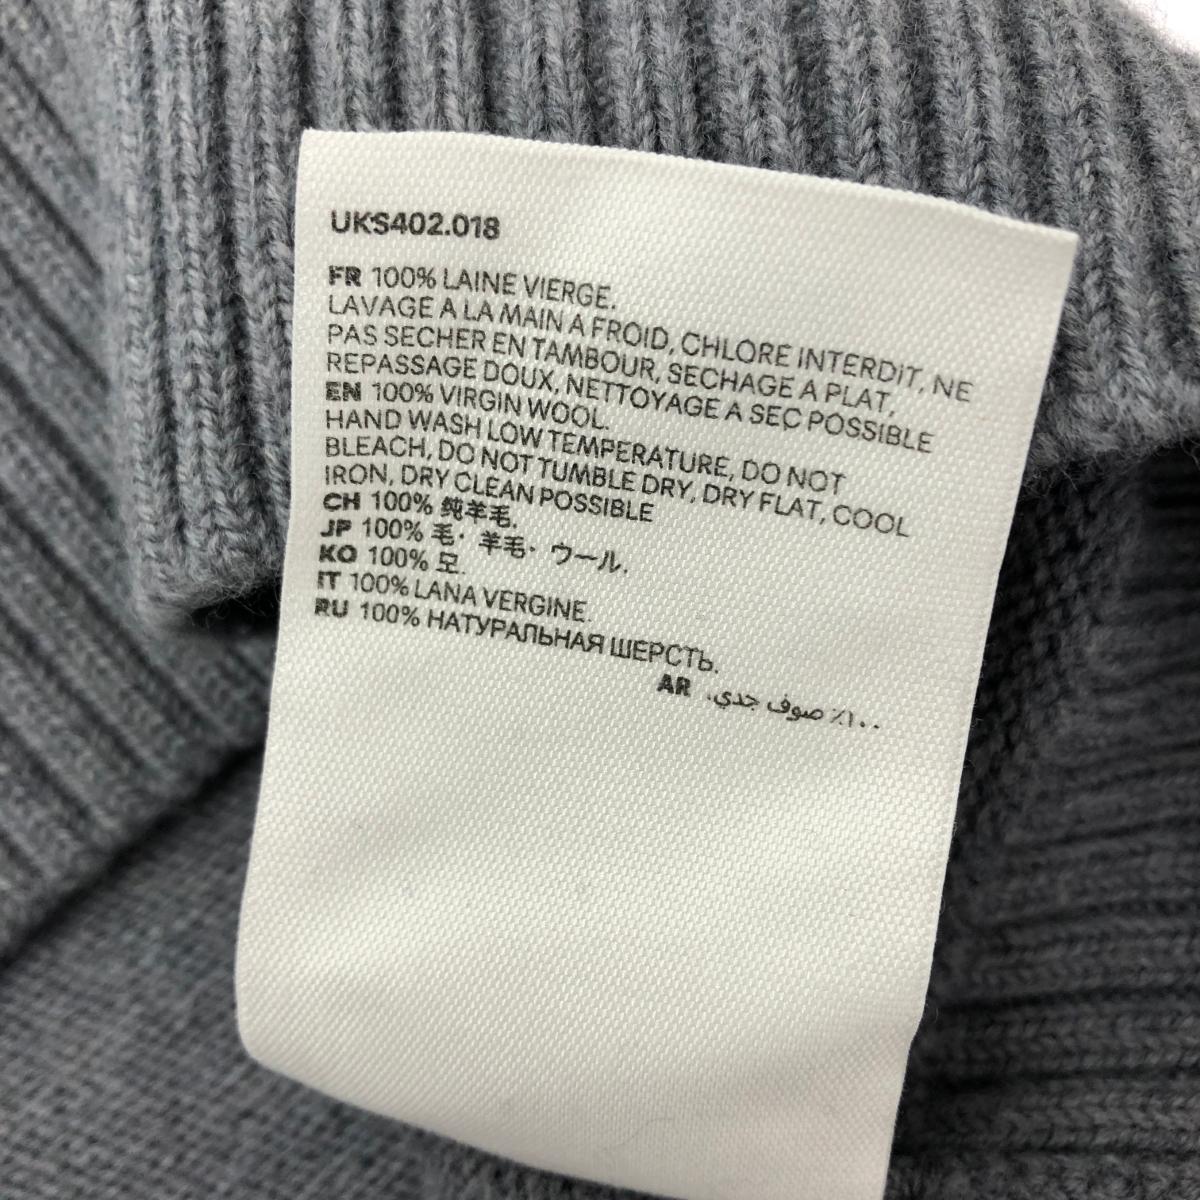 UKS402.018
FR 100% LAINE VIERGE.
LAVAGE A LA MAIN A FROID, CHLORE INTERDIT, NE
PAS SECHER EN TAMBOUR, SECHAGE A PLAT,
REPASSAGE DOUX, NETTOYAGE A SEC POSSIBLE
EN 100% VIRGIN WOOL.
HAND WASH LOW TEMPERATURE, DO NOT
BLEACH, DO NOT TUMBLE DRY, DRY FLAT, COOL
IRON, DRY CLEAN POSSIBLE
CH 100% 纯羊毛.
JP 100% 毛・羊毛・ウール.
KO 100% 모.
IT 100% LANA VERGINE.
RU 100% НАТУРАЛЬНАЯ ШЕРСТЬ.
AR .١٠٠٪ صوف جدي